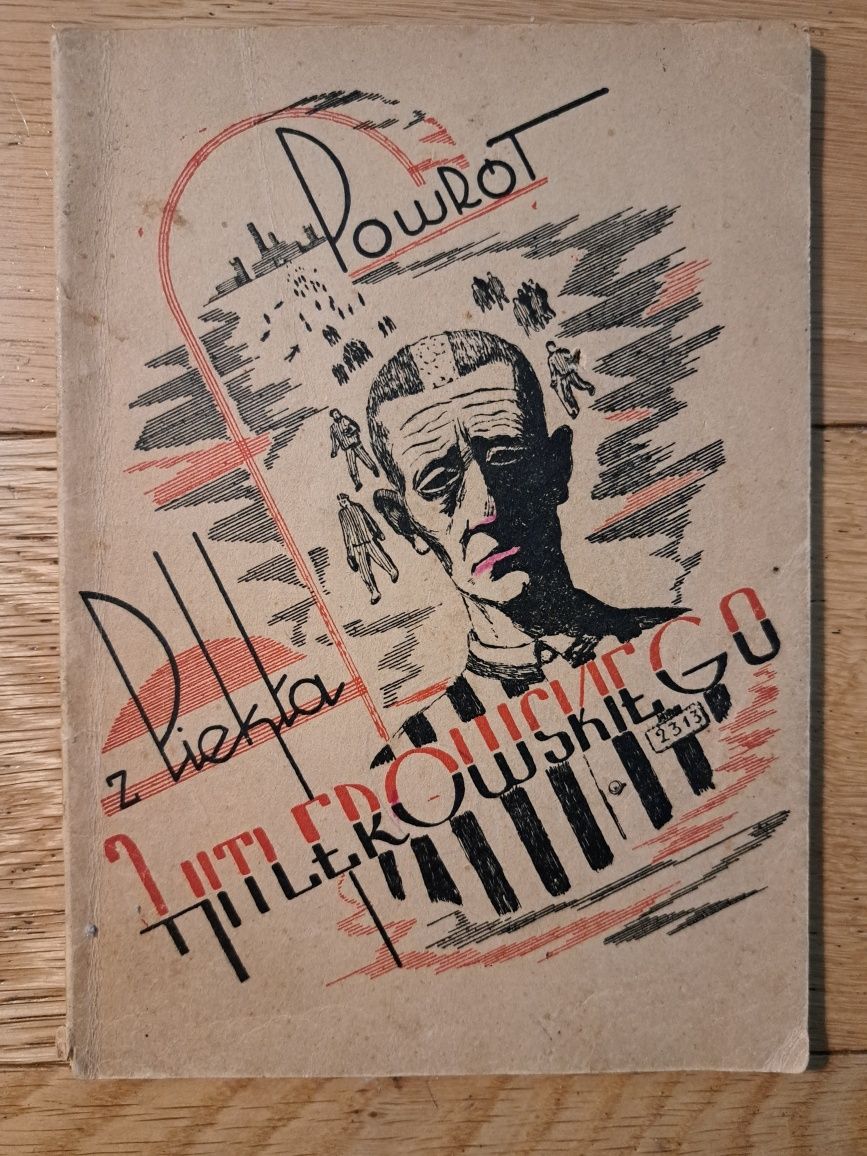 Powrót
z Piekła
HITLEROWSKIEGO
2313